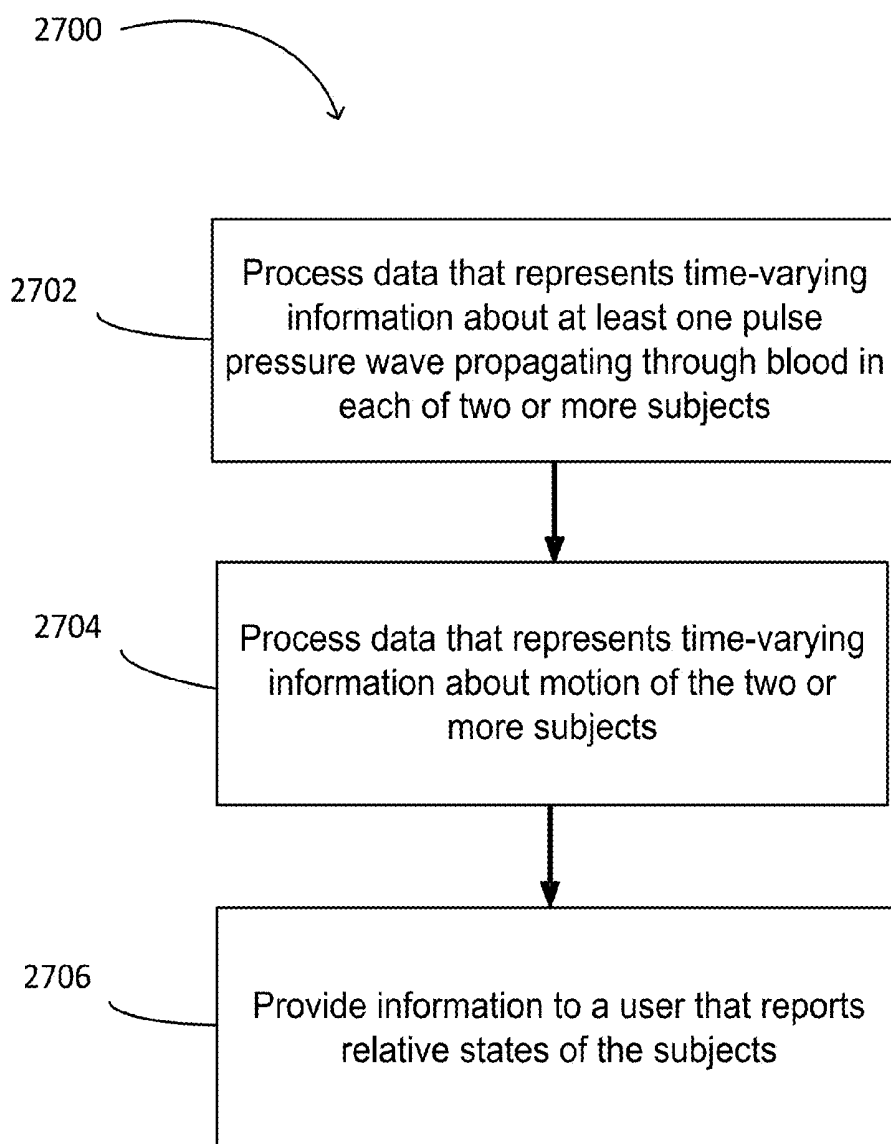 2700
2702
Process data that represents time-varying
information about at least one pulse
pressure wave propagating through blood in
each of two or more subjects
2704
Process data that represents time-varying
information about motion of the two or
more subjects
2706
Provide information to a user that reports
relative states of the subjects